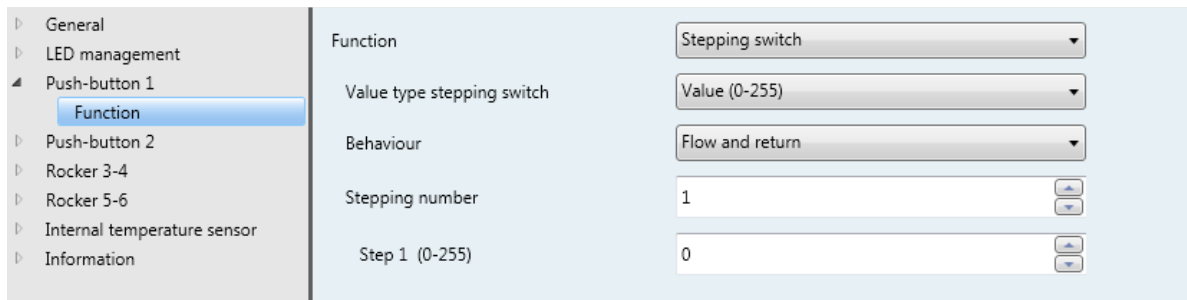 General
LED management
Push-button 1
Function
Push-button 2
Rocker 3-4
Rocker 5-6
Internal temperature sensor
Information
Function Stepping switch
Value type stepping switch Value (0-255)
Behaviour Flow and return
Stepping number 1
Step 1 (0-255) 0